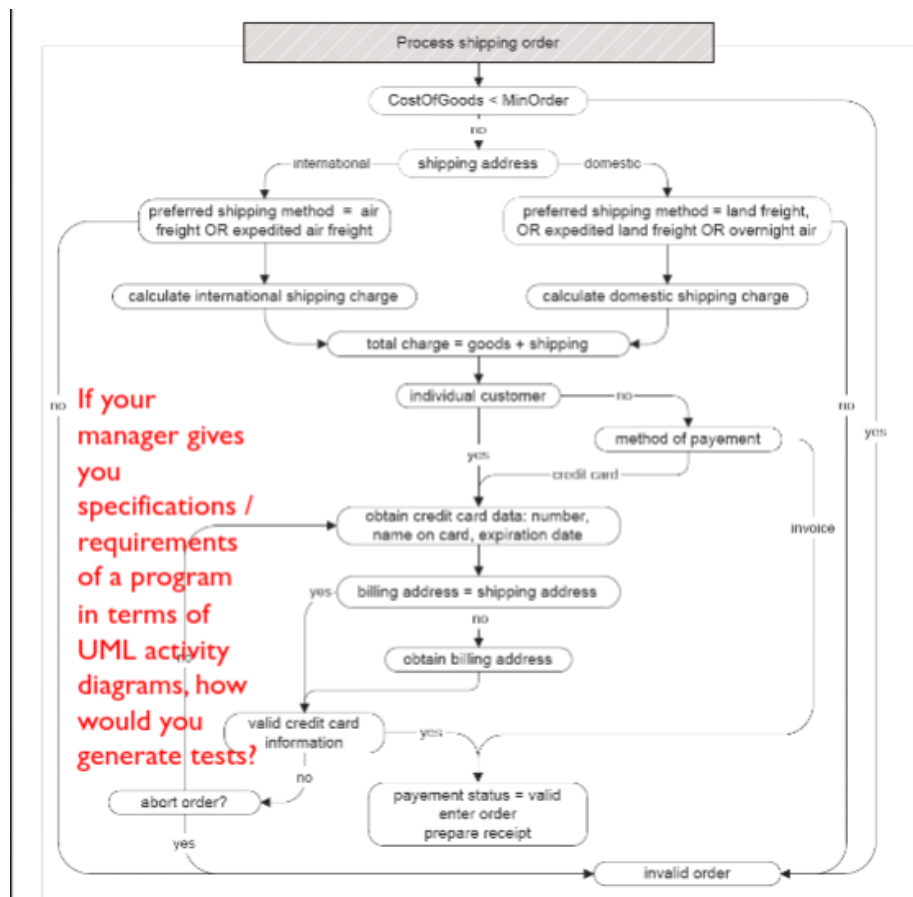 Process shipping order
CostOfGoods < MinOrder
no
international
shipping address
domestic
preferred shipping method = air
freight OR expedited air freight
preferred shipping method = land freight,
OR expedited land freight OR overnight air
calculate international shipping charge
calculate domestic shipping charge
total charge = goods + shipping
individual customer
no
no
no
yes
method of payement
yes
credit card
If your
manager gives
you
specifications /
requirements
of a program
in terms of
UML activity
diagrams, how
would you
generate tests?
obtain credit card data: number,
name on card, expiration date
invoice
yes
billing address = shipping address
no
no
obtain billing address
valid credit card
information
yes
no
abort order?
payement status = valid
enter order
prepare receipt
yes
invalid order